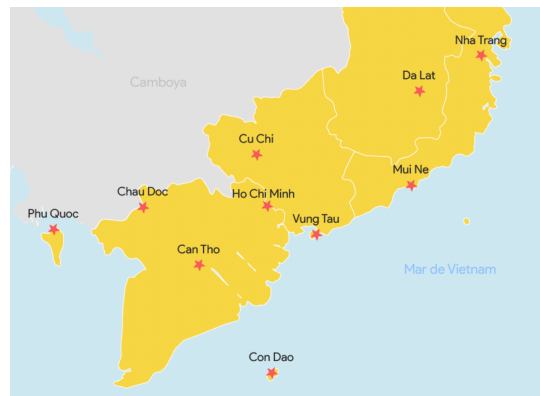 Nha Trang
Da Lat
Camboya
Cu Chi
Mui Ne
Chau Doc
Ho Chi Minh
Phu Quoc
Vung Tau
Can Tho
Mar de Vietnam
Con Dao